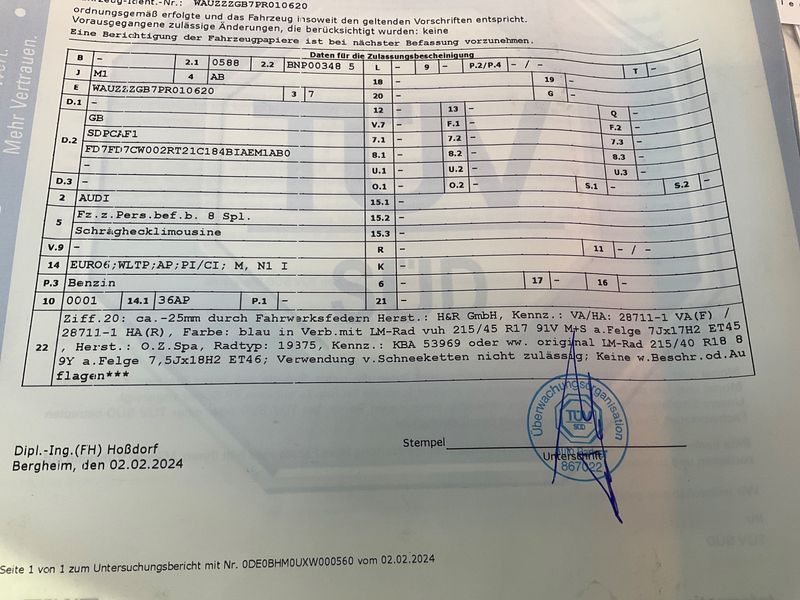 Mehr Vertrauen.
Fahrzeug-Ident.-Nr.: WAUZZZGB7PR010620
ordnungsgemäß erfolgte und das Fahrzeug insoweit den geltenden Vorschriften entspricht.
Vorausgegangene zulässige Änderungen, die berücksichtigt wurden: keine
Eine Berichtigung der Fahrzeugpapiere ist bei nächster Befassung vorzunehmen.
Daten für die Zulassungsbescheinigung
B - 2.1 0588 2.2 BNP00348 5 L - 9 - P.2/P.4 - / - T -
J M1 4 AB 18 - 19 -
E WAUZZZGB7PR010620 3 7 20 - G -
D.1 - 12 - 13 - Q -
D.2 GB V.7 - F.1 - F.2 -
SDPCAF1 7.1 - 7.2 - 7.3 -
FD7FD7CW002RT21C184BIAEM1AB0 8.1 - 8.2 - 8.3 -
- U.1 - U.2 - U.3 -
D.3 - O.1 - O.2 - S.1 - S.2 -
2 AUDI 15.1 -
5 Fz.z.Pers.bef.b. 8 Spl. 15.2 -
Schräghecklimousine 15.3 -
V.9 - R - 11 - / -
14 EURO6;WLTP;AP;PI/CI; M, N1 I K -
P.3 Benzin 6 - 17 - 16 -
10 0001 14.1 36AP P.1 - 21 -
22 Ziff.20: ca.-25mm durch Fahrwerksfedern Herst.: H&R GmbH, Kennz.: VA/HA: 28711-1 VA(F) /
28711-1 HA(R), Farbe: blau in Verb.mit LM-Rad vuh 215/45 R17 91V M+S a.Felge 7Jx17H2 ET45
, Herst.: O.Z.Spa, Radtyp: 19375, Kennz.: KBA 53969 oder ww. original LM-Rad 215/40 R18 8
9Y a.Felge 7,5Jx18H2 ET46; Verwendung v.Schneeketten nicht zulässig; Keine w.Beschr.od.Au
flagen***
Überwachungsorganisation
TÜV
SÜD
867022
Stempel
Unterschrift
Dipl.-Ing.(FH) Hoßdorf
Bergheim, den 02.02.2024
Seite 1 von 1 zum Untersuchungsbericht mit Nr. 0DE0BHM0UXW000560 vom 02.02.2024